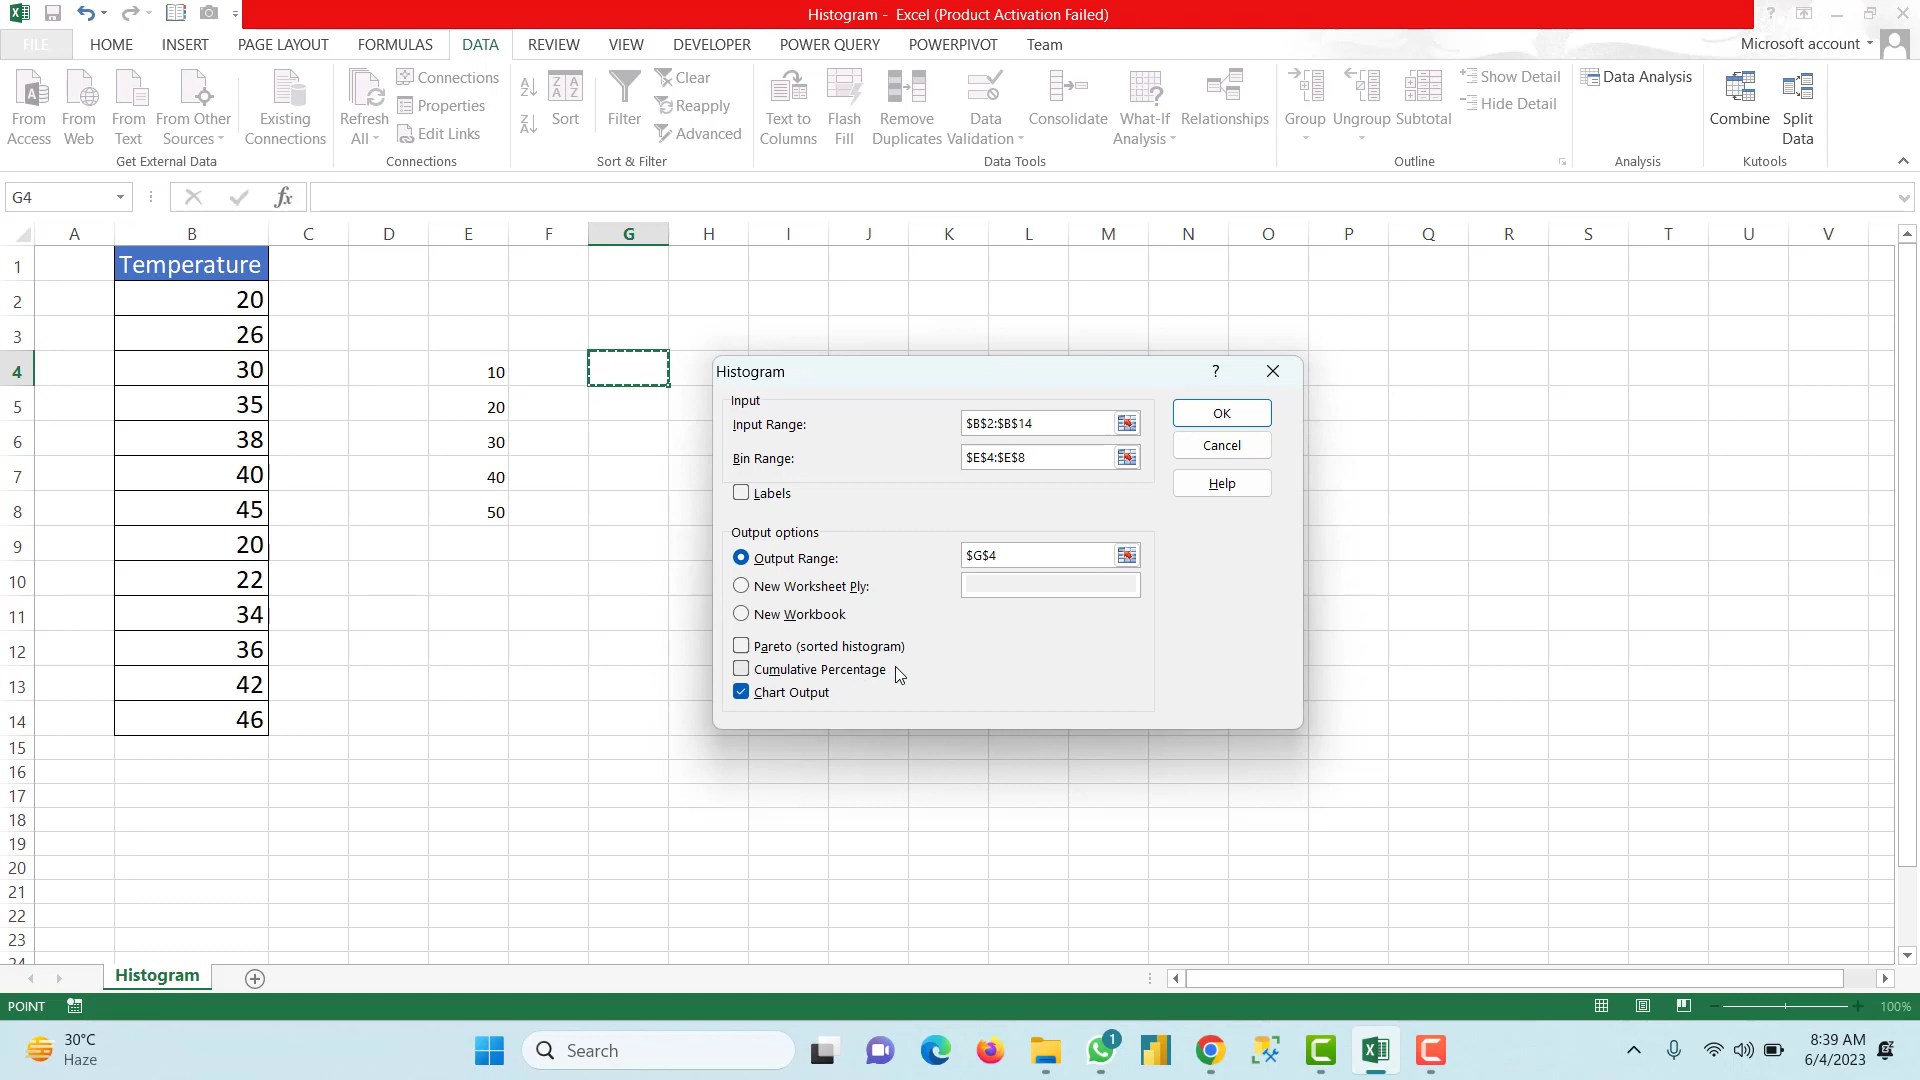 Histogram - Excel (Product Activation Failed)
FILE HOME INSERT PAGE LAYOUT FORMULAS DATA REVIEW VIEW DEVELOPER POWER QUERY POWERPIVOT Team Microsoft account
From Access
From Web
From Text
From Other Sources
Existing Connections
Get External Data
Refresh All
Connections
Properties
Edit Links
Connections
Sort
Filter
Clear
Reapply
Advanced
Sort & Filter
Text to Columns
Flash Fill
Remove Duplicates
Data Validation
Consolidate
What-If Analysis
Relationships
Data Tools
Group
Ungroup
Subtotal
Show Detail
Hide Detail
Outline
Data Analysis
Analysis
Combine
Split Data
Kutools
G4 fx
A B C D E F G H I J K L M N O P Q R S T U V
1 Temperature
2 20
3 26
4 30 10
5 35 20
6 38 30
7 40 40
8 45 50
9 20
10 22
11 34
12 36
13 42
14 46
15
16
17
18
19
20
21
22
23
24
Histogram ?
Input
Input Range: $B$2:$B$14
Bin Range: $E$4:$E$8
Labels
OK
Cancel
Help
Output options
Output Range: $G$4
New Worksheet Ply:
New Workbook
Pareto (sorted histogram)
Cumulative Percentage
Chart Output
Histogram
POINT 100%
30°C
Haze
Search
1
8:39 AM
6/4/2023